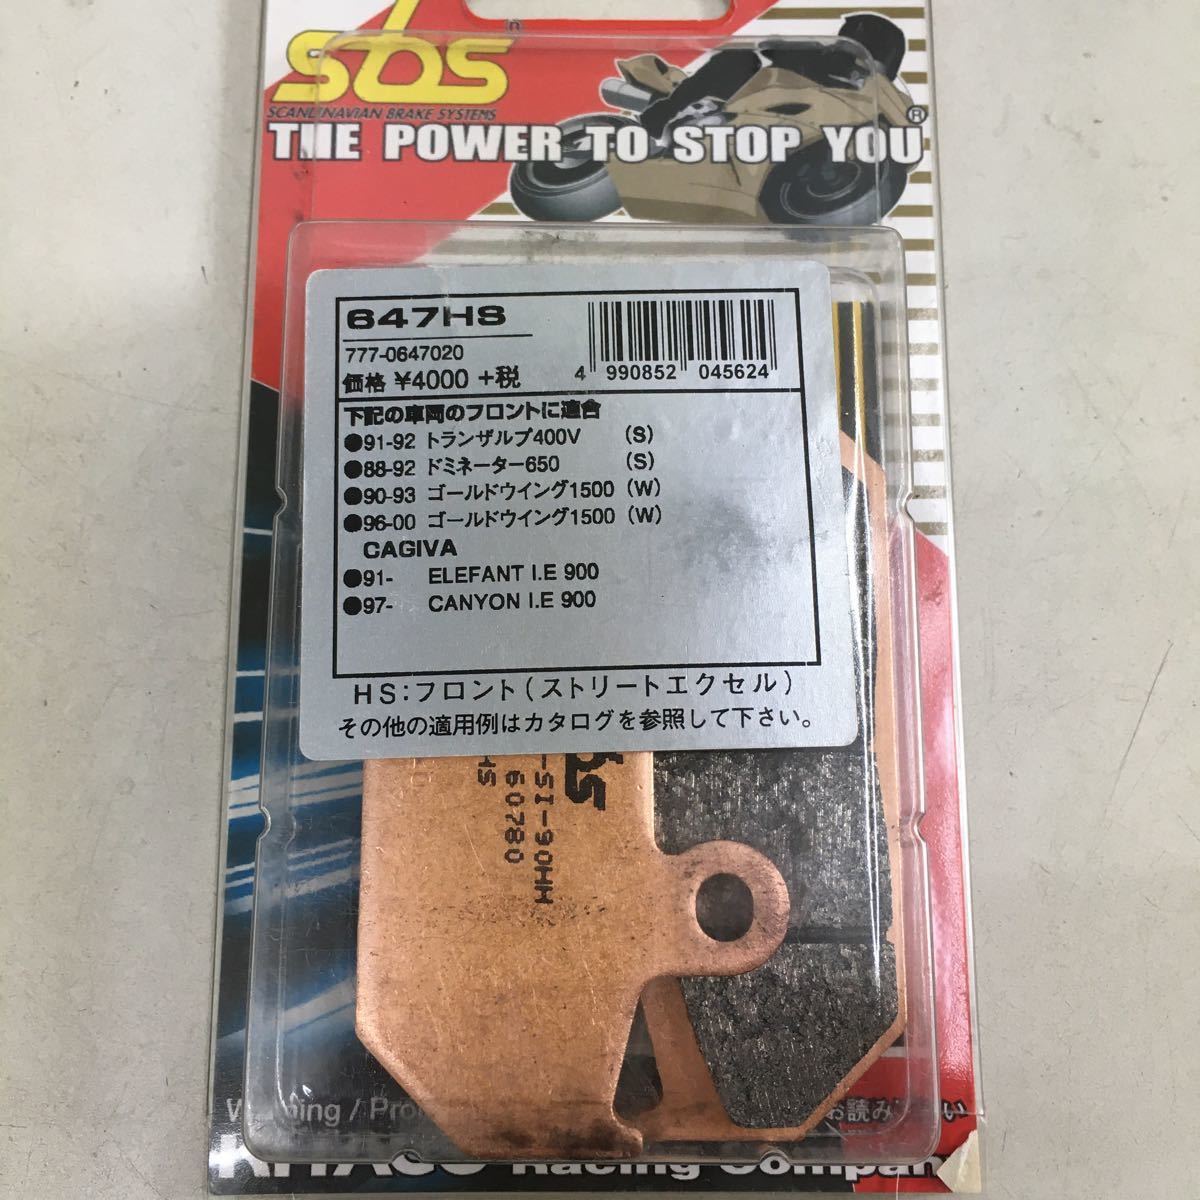 sbs
SCANDINAVIAN BRAKE SYSTEMS
THE POWER TO STOP YOU®
647HS
777-0647020
価格 ¥4000 +税
4 990852 045624
下記の車両のフロントに適合
●91-92 トランザルプ400V (S)
●88-92 ドミネーター650 (S)
●90-93 ゴールドウイング1500 (W)
●96-00 ゴールドウイング1500 (W)
CAGIVA
●91- ELEFANT I.E 900
●97- CANYON I.E 900
HS:フロント(ストリートエクセル)
その他の適用例はカタログを参照して下さい。
sbs
HH06-IS-
60780
HS
/
Racing Company